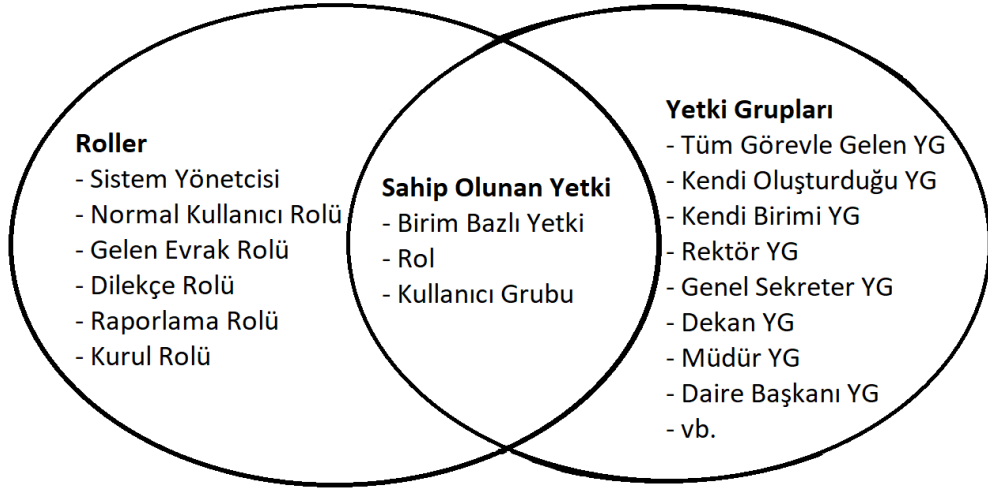 Roller
- Sistem Yönetcisi
- Normal Kullanıcı Rolü
- Gelen Evrak Rolü
- Dilekçe Rolü
- Raporlama Rolü
- Kurul Rolü
Sahip Olunan Yetki
- Birim Bazlı Yetki
- Rol
- Kullanıcı Grubu
Yetki Grupları
- Tüm Görevle Gelen YG
- Kendi Oluşturduğu YG
- Kendi Birimi YG
- Rektör YG
- Genel Sekreter YG
- Dekan YG
- Müdür YG
- Daire Başkanı YG
- vb.